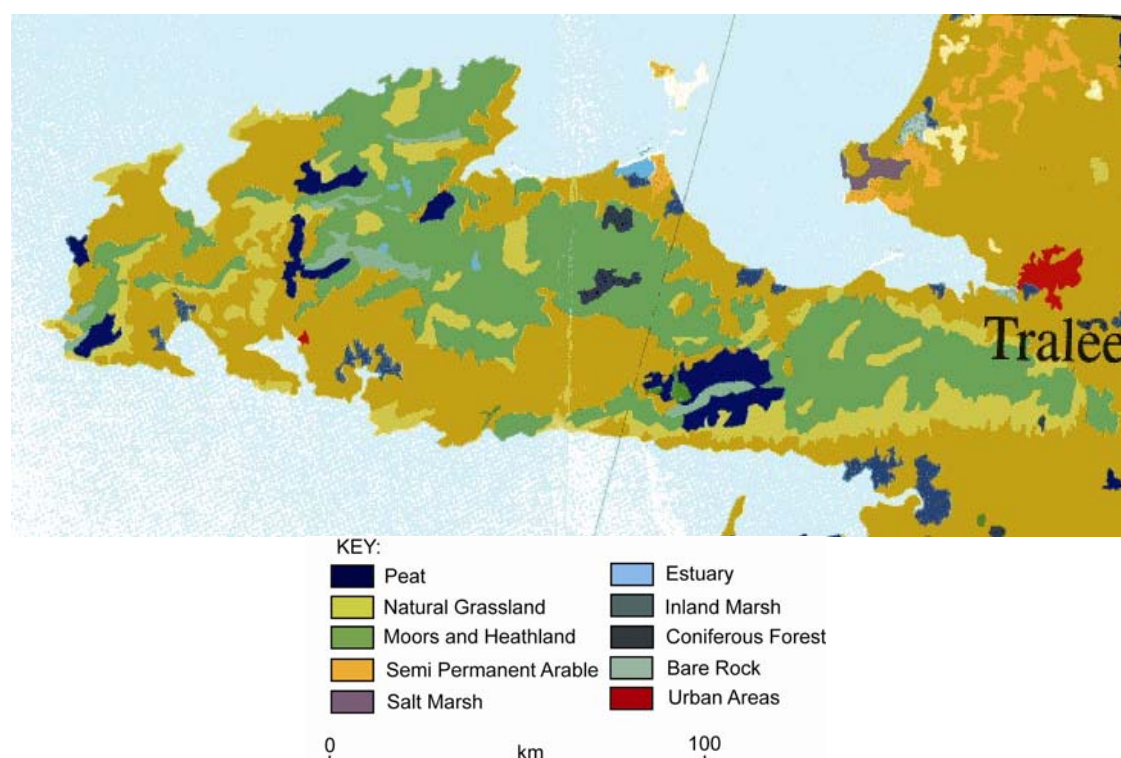 Tralee
KEY:
Peat
Natural Grassland
Moors and Heathland
Semi Permanent Arable
Salt Marsh
Estuary
Inland Marsh
Coniferous Forest
Bare Rock
Urban Areas
0 km 100